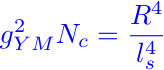 g_{YM}^{2} N_c = \frac{R^4}{l_s^4}